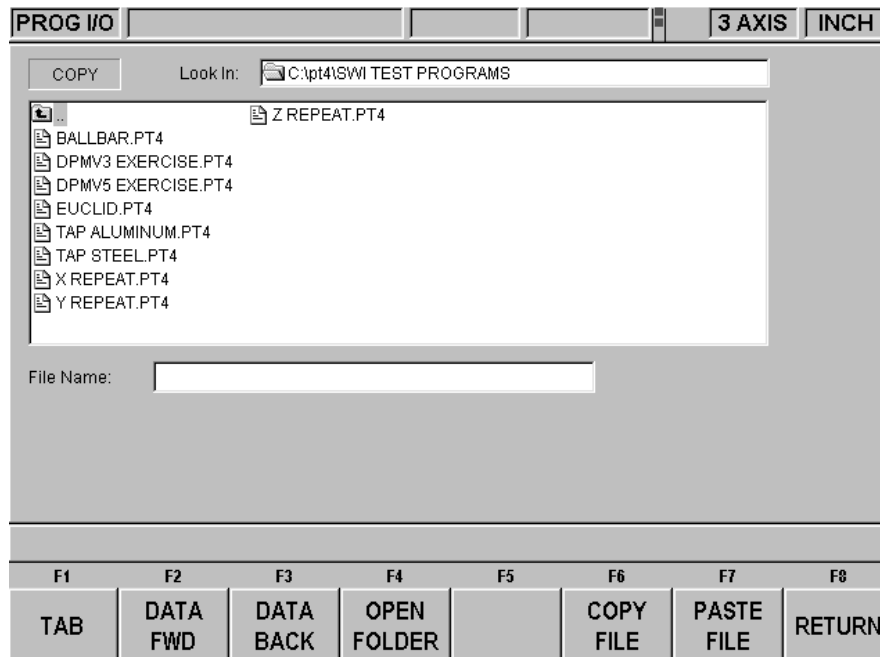 PROG I/O 3 AXIS INCH
COPY Look In: C:\pt4\SWI TEST PROGRAMS
.. Z REPEAT.PT4
BALLBAR.PT4
DPMV3 EXERCISE.PT4
DPMV5 EXERCISE.PT4
EUCLID.PT4
TAP ALUMINUM.PT4
TAP STEEL.PT4
X REPEAT.PT4
Y REPEAT.PT4
File Name:
F1 F2 F3 F4 F5 F6 F7 F8
TAB DATA FWD DATA BACK OPEN FOLDER COPY FILE PASTE FILE RETURN